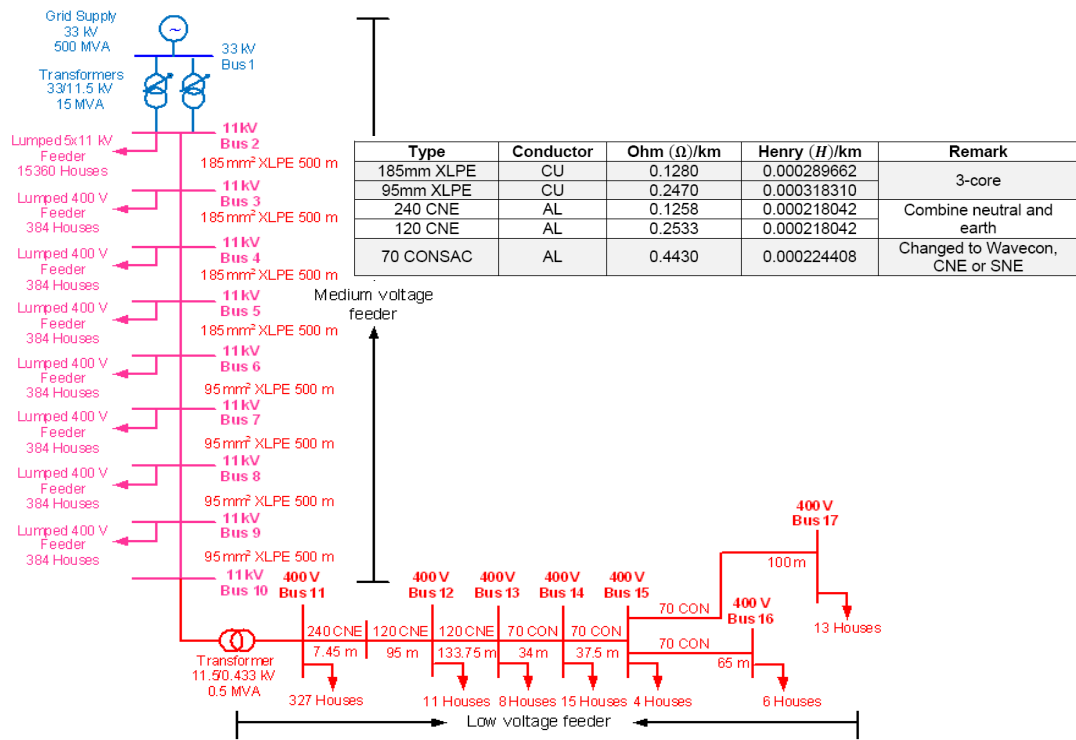 Grid Supply
33 kV
500 MVA
~
33 kV
Bus 1
Transformers
33/11.5 kV
15 MVA
11kV
Bus 2
Lumped 5x11 kV
Feeder
15360 Houses
185mm² XLPE 500 m
11kV
Bus 3
Lumped 400 V
Feeder
384 Houses
185mm² XLPE 500 m
11kV
Bus 4
Lumped 400 V
Feeder
384 Houses
185mm² XLPE 500 m
11kV
Bus 5
Lumped 400 V
Feeder
384 Houses
185mm² XLPE 500 m
11kV
Bus 6
Lumped 400 V
Feeder
384 Houses
95mm² XLPE 500 m
11kV
Bus 7
Lumped 400 V
Feeder
384 Houses
95mm² XLPE 500 m
11kV
Bus 8
Lumped 400 V
Feeder
384 Houses
95mm² XLPE 500 m
11kV
Bus 9
Lumped 400 V
Feeder
384 Houses
95mm² XLPE 500 m
11kV
Bus 10
Medium voltage
feeder
Type Conductor Ohm (Ω)/km Henry (H)/km Remark
185mm XLPE CU 0.1280 0.000289662 3-core
95mm XLPE CU 0.2470 0.000318310
240 CNE AL 0.1258 0.000218042 Combine neutral and
120 CNE AL 0.2533 0.000218042 earth
70 CONSAC AL 0.4430 0.000224408 Changed to Wavecon,
CNE or SNE
Transformer
11.5/0.433 kV
0.5 MVA
400 V
Bus 11
327 Houses
240 CNE
7.45 m
120 CNE
95 m
400 V
Bus 12
11 Houses
120 CNE
133.75 m
400 V
Bus 13
8 Houses
70 CON
34 m
400 V
Bus 14
15 Houses
70 CON
37.5 m
400 V
Bus 15
4 Houses
70 CON
100 m
400 V
Bus 17
13 Houses
70 CON
65 m
400 V
Bus 16
6 Houses
Low voltage feeder